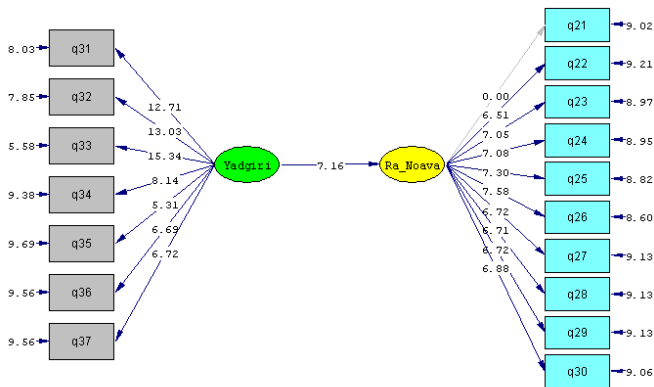 8.03 q31
7.85 q32
5.58 q33
9.38 q34
9.69 q35
9.56 q36
9.56 q37
12.71
13.03
15.34
8.14
5.31
6.69
6.72
Yadgiri
7.16
Ra_Noava
0.00
6.51
7.05
7.08
7.30
7.58
6.72
6.71
6.72
6.88
q21 9.02
q22 9.21
q23 8.97
q24 8.95
q25 8.82
q26 8.60
q27 9.13
q28 9.13
q29 9.13
q30 9.06